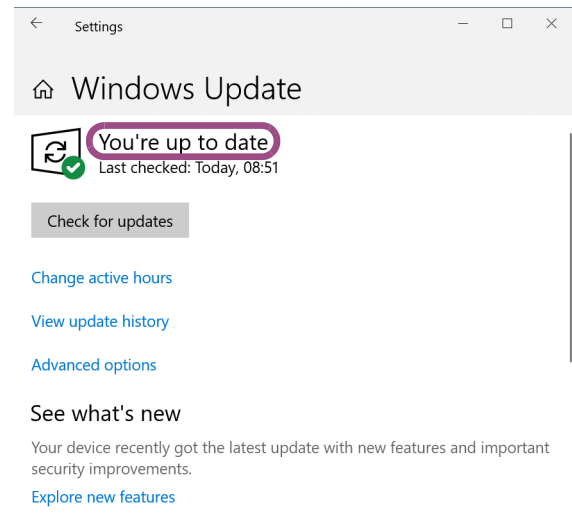 Settings
Windows Update
You're up to date
Last checked: Today, 08:51
Check for updates
Change active hours
View update history
Advanced options
See what's new
Your device recently got the latest update with new features and important
security improvements.
Explore new features